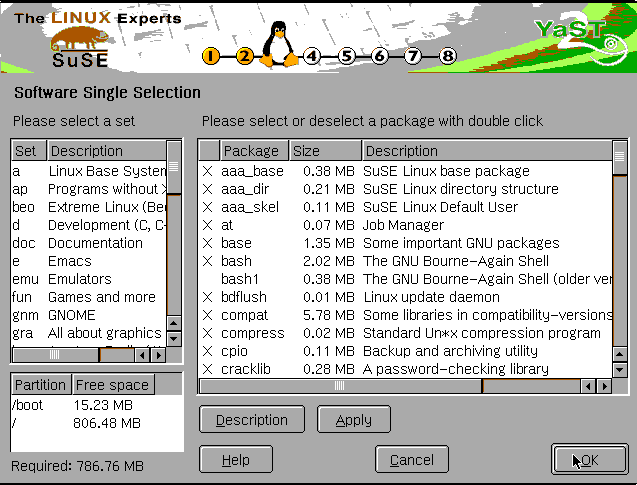 The LINUX Experts
SuSE
YaST
1 2 4 5 6 7 8
Software Single Selection
Please select a set
Please select or deselect a package with double click
Set Description
a Linux Base System
ap Programs without X
beo Extreme Linux (Beo
d Development (C, C+
doc Documentation
e Emacs
emu Emulators
fun Games and more
gnm GNOME
gra All about graphics
Package Size Description
X aaa_base 0.38 MB SuSE Linux base package
X aaa_dir 0.21 MB SuSE Linux directory structure
X aaa_skel 0.11 MB SuSE Linux Default User
X at 0.07 MB Job Manager
X base 1.35 MB Some important GNU packages
X bash 2.02 MB The GNU Bourne-Again Shell
bash1 0.38 MB The GNU Bourne-Again Shell (older ver
X bdflush 0.01 MB Linux update daemon
X compat 5.78 MB Some libraries in compatibility-versions
X compress 0.02 MB Standard Un*x compression program
X cpio 0.11 MB Backup and archiving utility
X cracklib 0.28 MB A password-checking library
Partition Free space
/boot 15.23 MB
/ 806.48 MB
Required: 786.76 MB
Description Apply
Help Cancel OK